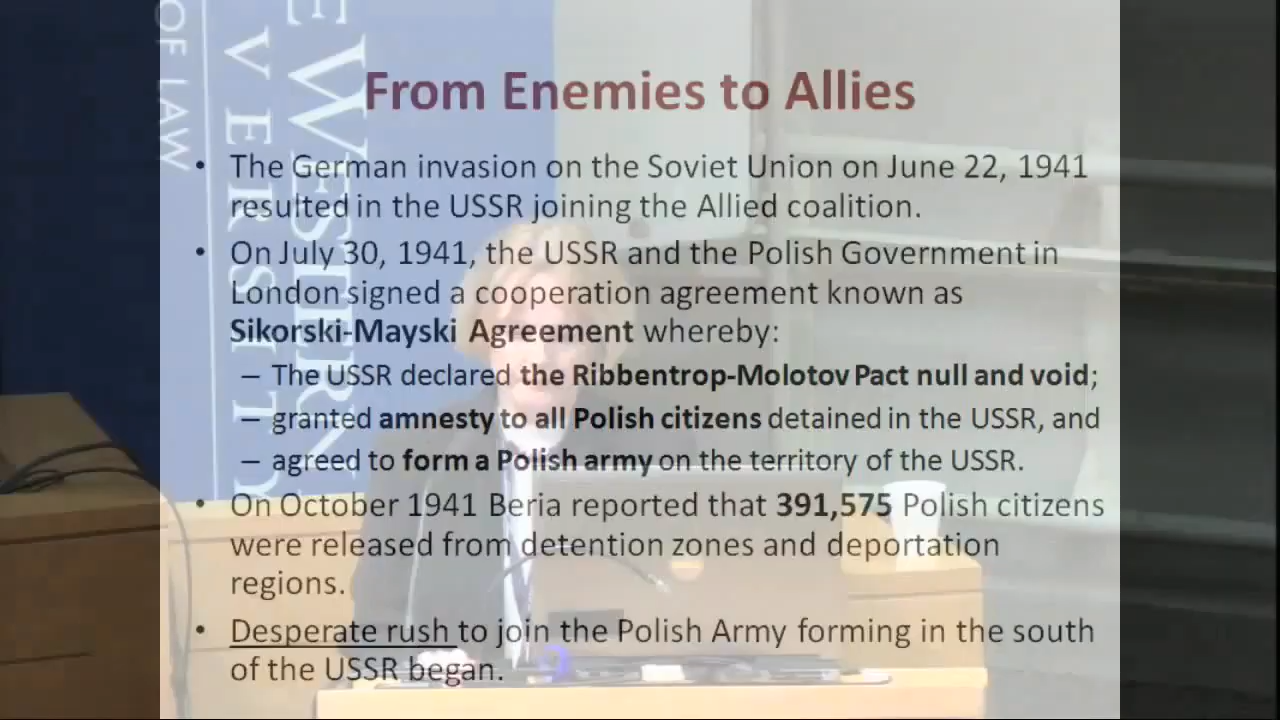 From Enemies to Allies
• The German invasion on the Soviet Union on June 22, 1941
resulted in the USSR joining the Allied coalition.
• On July 30, 1941, the USSR and the Polish Government in
London signed a cooperation agreement known as
Sikorski-Mayski Agreement whereby:
– The USSR declared the Ribbentrop-Molotov Pact null and void;
– granted amnesty to all Polish citizens detained in the USSR, and
– agreed to form a Polish army on the territory of the USSR.
• On October 1941 Beria reported that 391,575 Polish citizens
were released from detention zones and deportation
regions.
• Desperate rush to join the Polish Army forming in the south
of the USSR began.
OF LAW